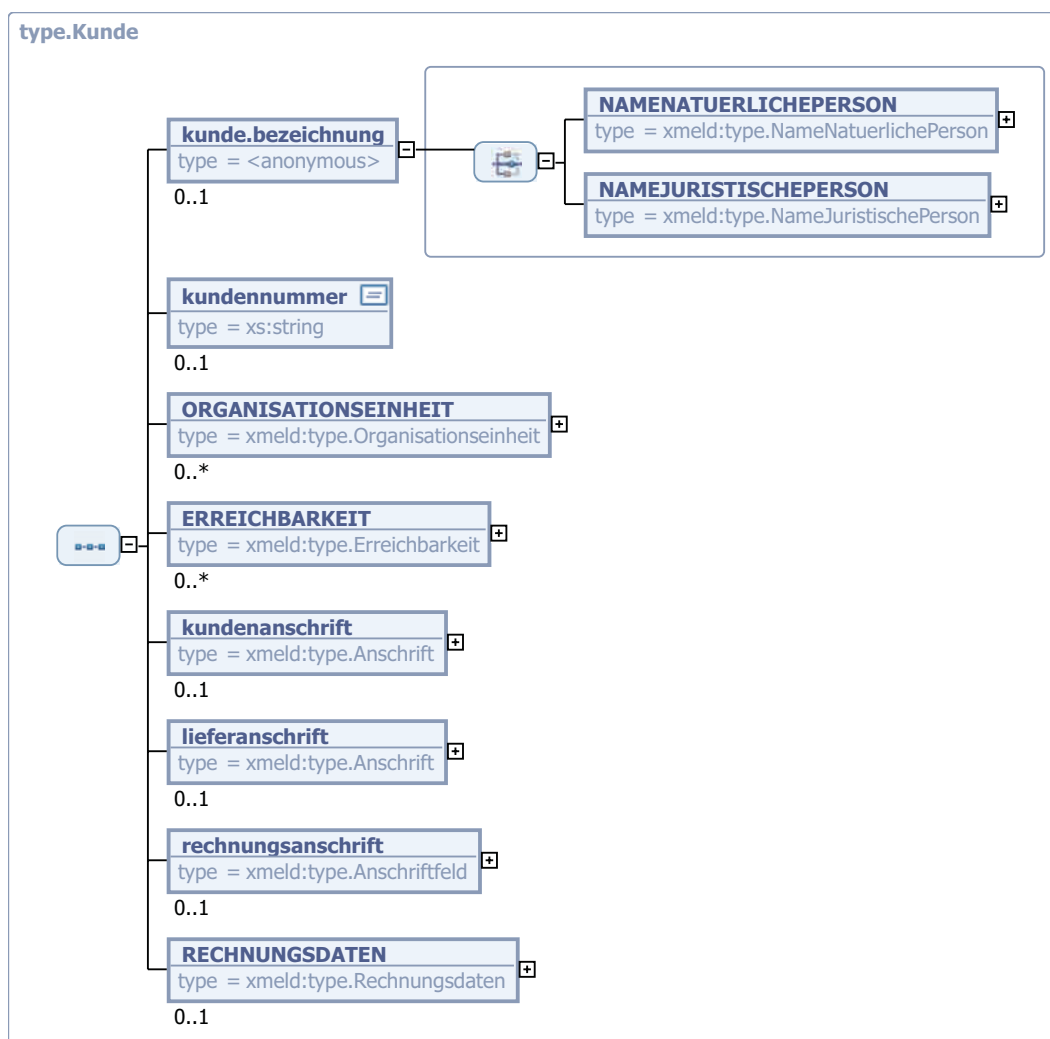 type.Kunde
kunde.bezeichnung
type = <anonymous>
0..1
NAMENATUERLICHEPERSON
type = xmeld:type.NameNatuerlichePerson
NAMEJURISTISCHEPERSON
type = xmeld:type.NameJuristischePerson
kundennummer
type = xs:string
0..1
ORGANISATIONSEINHEIT
type = xmeld:type.Organisationseinheit
0..*
ERREICHBARKEIT
type = xmeld:type.Erreichbarkeit
0..*
kundenanschrift
type = xmeld:type.Anschrift
0..1
lieferanschrift
type = xmeld:type.Anschrift
0..1
rechnungsanschrift
type = xmeld:type.Anschriftfeld
0..1
RECHNUNGSDATEN
type = xmeld:type.Rechnungsdaten
0..1